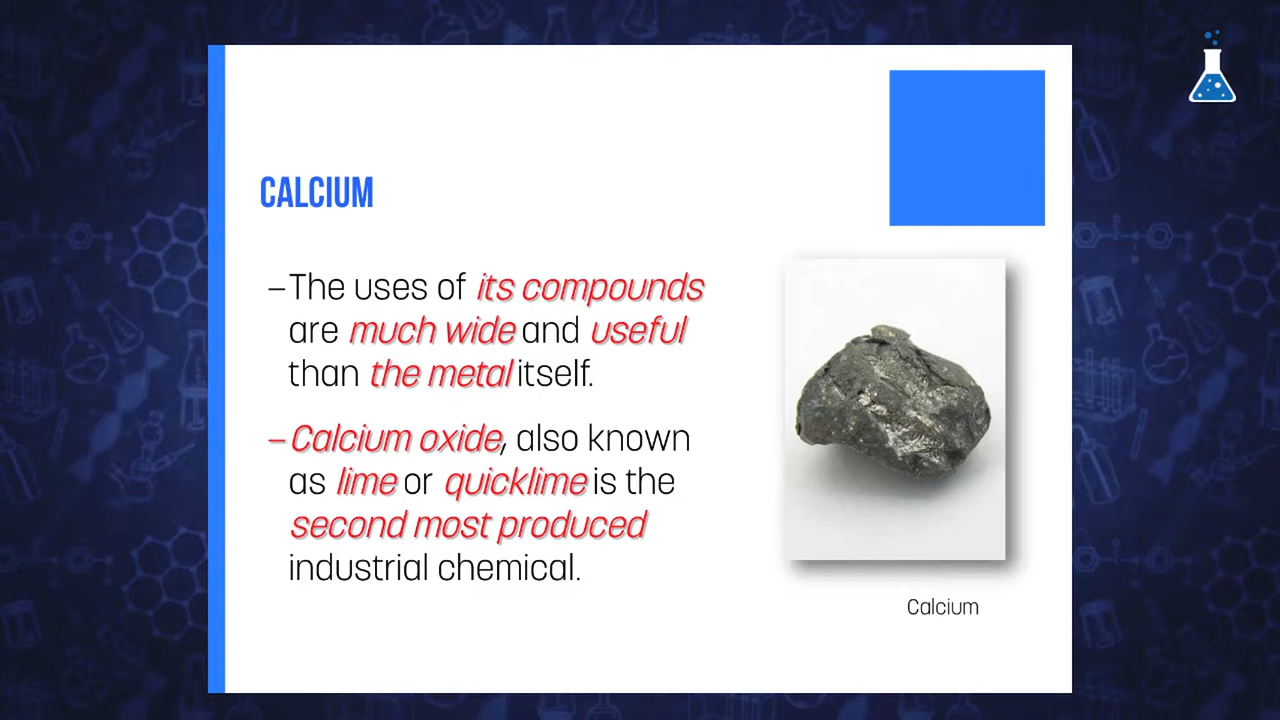 CALCIUM
–The uses of its compounds
are much wide and useful
than the metal itself.
–Calcium oxide, also known
as lime or quicklime is the
second most produced
industrial chemical.
Calcium